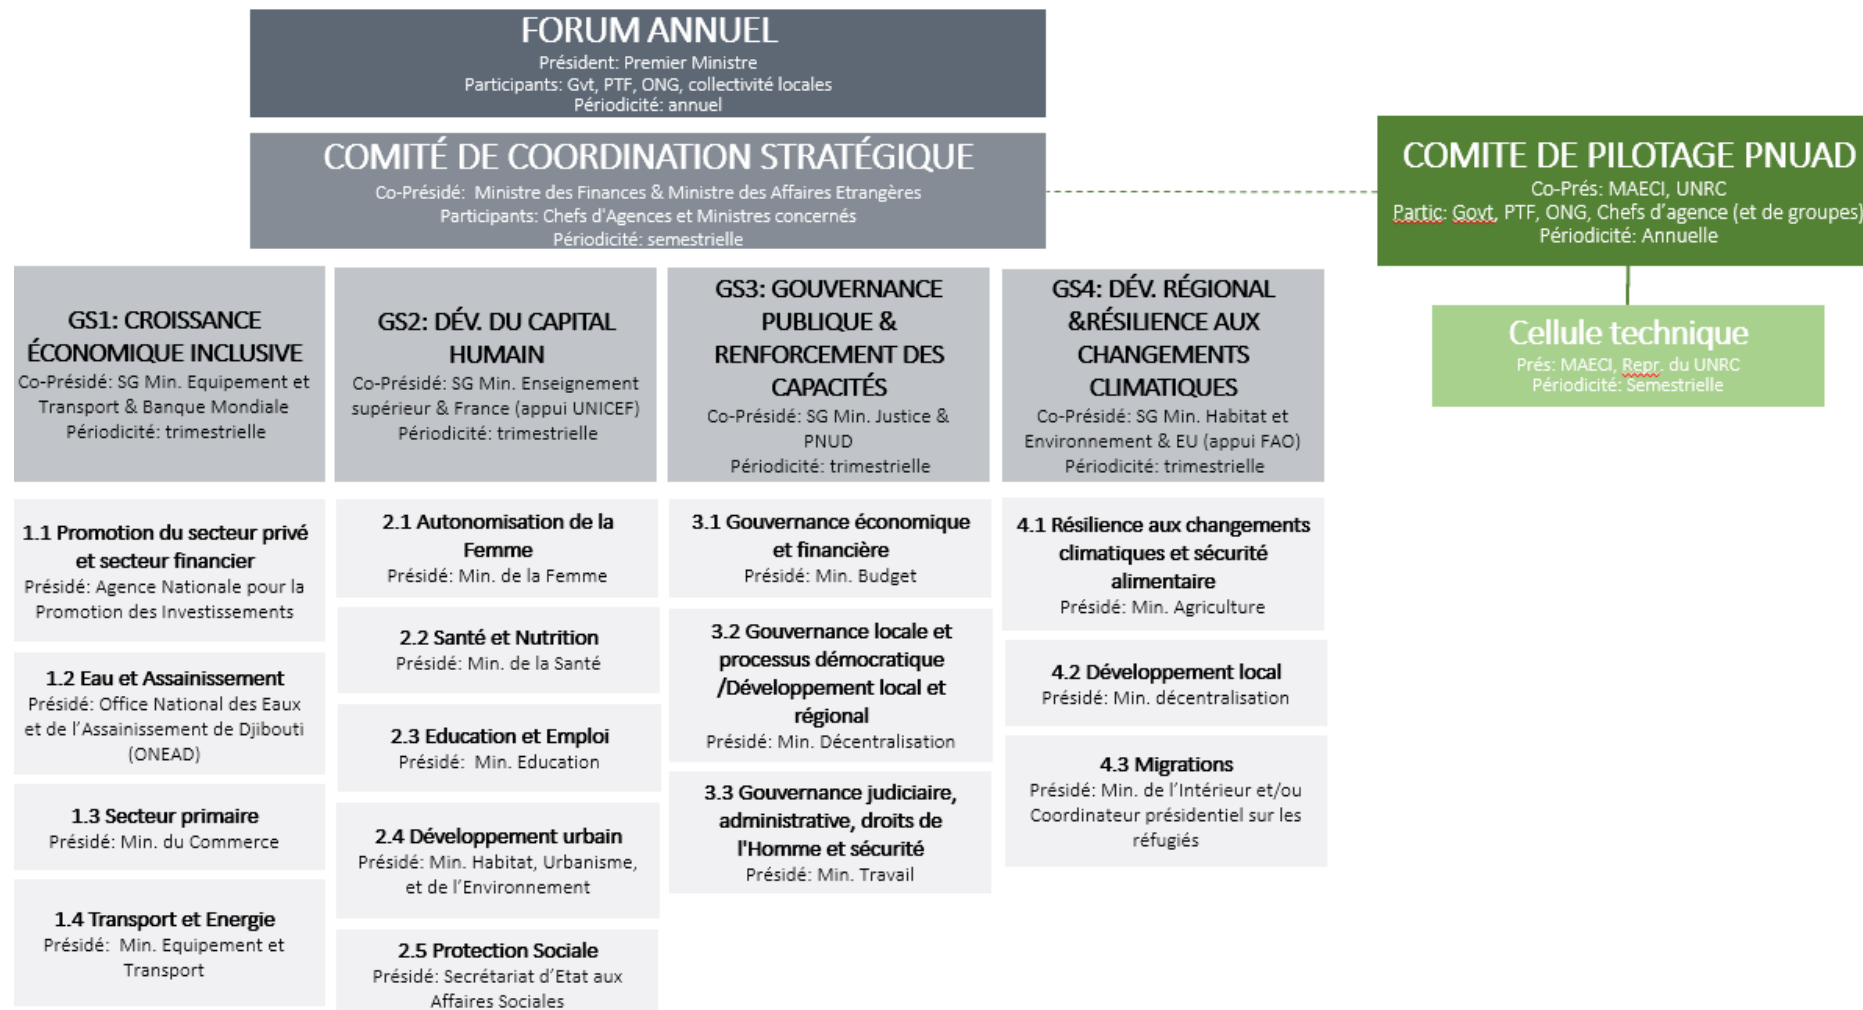 FORUM ANNUEL
Président: Premier Ministre
Participants: Gvt, PTF, ONG, collectivité locales
Périodicité: annuel
COMITÉ DE COORDINATION STRATÉGIQUE
Co-Présidé: Ministre des Finances & Ministre des Affaires Etrangères
Participants: Chefs d'Agences et Ministres concernés
Périodicité: semestrielle
COMITE DE PILOTAGE PNUAD
Co-Prés: MAECI, UNRC
Partic: Govt, PTF, ONG, Chefs d'agence (et de groupes)
Périodicité: Annuelle
Cellule technique
Prés: MAECI, Repr. du UNRC
Périodicité: Semestrielle
GS1: CROISSANCE
ÉCONOMIQUE INCLUSIVE
Co-Présidé: SG Min. Equipement et
Transport & Banque Mondiale
Périodicité: trimestrielle
1.1 Promotion du secteur privé
et secteur financier
Présidé: Agence Nationale pour la
Promotion des Investissements
1.2 Eau et Assainissement
Présidé: Office National des Eaux
et de l'Assainissement de Djibouti
(ONEAD)
1.3 Secteur primaire
Présidé: Min. du Commerce
1.4 Transport et Energie
Présidé: Min. Equipement et
Transport
GS2: DÉV. DU CAPITAL
HUMAIN
Co-Présidé: SG Min. Enseignement
supérieur & France (appui UNICEF)
Périodicité: trimestrielle
2.1 Autonomisation de la
Femme
Présidé: Min. de la Femme
2.2 Santé et Nutrition
Présidé: Min. de la Santé
2.3 Education et Emploi
Présidé: Min. Education
2.4 Développement urbain
Présidé: Min. Habitat, Urbanisme,
et de l'Environnement
2.5 Protection Sociale
Présidé: Secrétariat d'Etat aux
Affaires Sociales
GS3: GOUVERNANCE
PUBLIQUE &
RENFORCEMENT DES
CAPACITÉS
Co-Présidé: SG Min. Justice &
PNUD
Périodicité: trimestrielle
3.1 Gouvernance économique
et financière
Présidé: Min. Budget
3.2 Gouvernance locale et
processus démocratique
/Développement local et
régional
Présidé: Min. Décentralisation
3.3 Gouvernance judiciaire,
administrative, droits de
l'Homme et sécurité
Présidé: Min. Travail
GS4: DÉV. RÉGIONAL
&RÉSILIENCE AUX
CHANGEMENTS
CLIMATIQUES
Co-Présidé: SG Min. Habitat et
Environnement & EU (appui FAO)
Périodicité: trimestrielle
4.1 Résilience aux changements
climatiques et sécurité
alimentaire
Présidé: Min. Agriculture
4.2 Développement local
Présidé: Min. décentralisation
4.3 Migrations
Présidé: Min. de l'Intérieur et/ou
Coordinateur présidentiel sur les
réfugiés